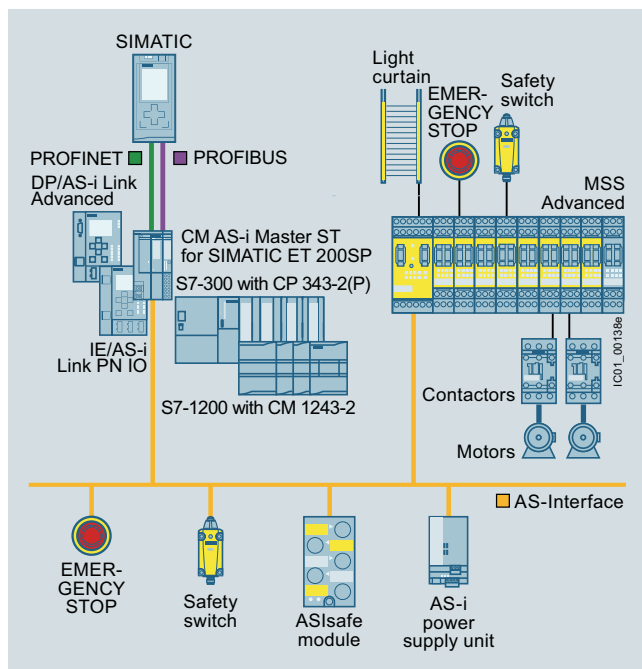 SIMATIC
PROFINET
PROFIBUS
DP/AS-i Link
Advanced
CM AS-i Master ST
for SIMATIC ET 200SP
S7-300 with CP 343-2(P)
IE/AS-i
Link PN IO
S7-1200 with CM 1243-2
Light
curtain
EMER-
GENCY
STOP
Safety
switch
MSS
Advanced
IC01_00138e
Contactors
Motors
AS-Interface
EMER-
GENCY
STOP
Safety
switch
ASIsafe
module
AS-i
power
supply unit